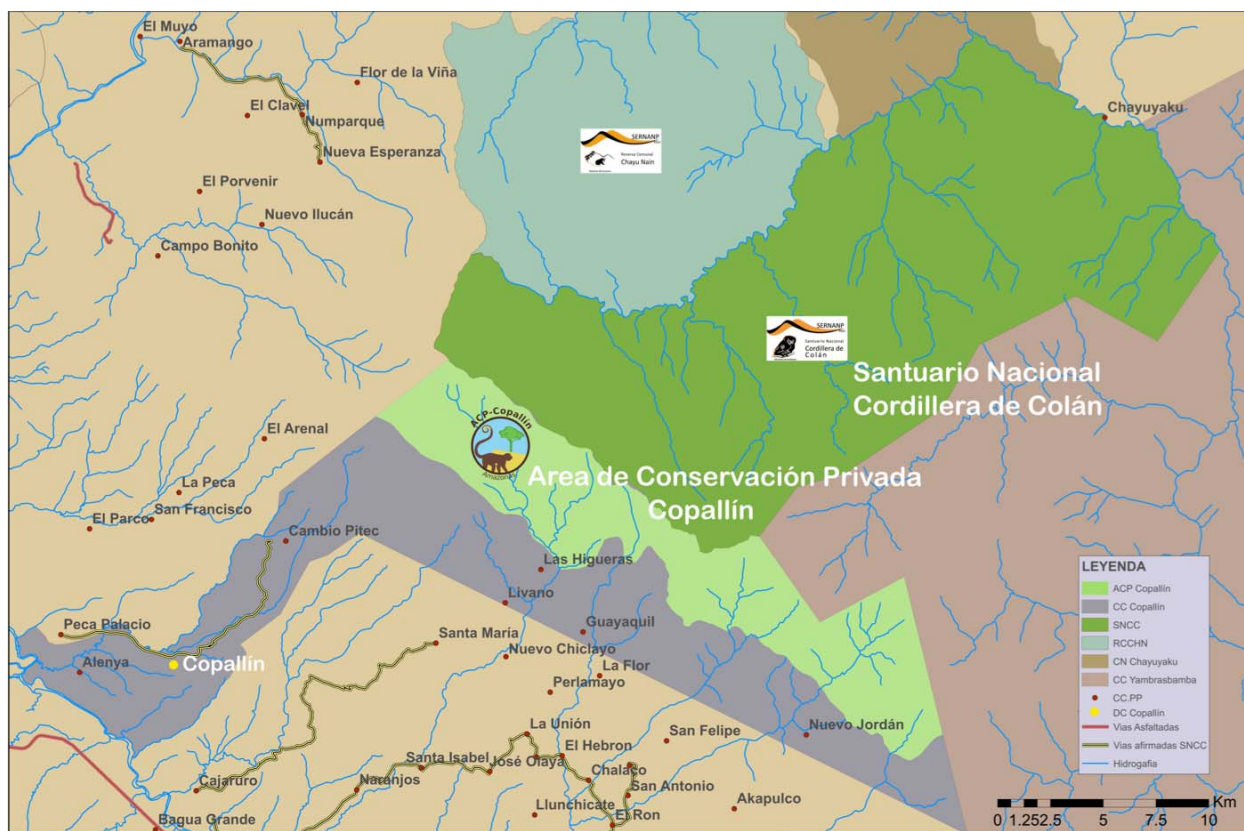 El Muyo
Aramango
Flor de la Viña
El Clavel
Numparque
Nueva Esperanza
El Porvenir
Nuevo Ilucán
Campo Bonito
SERNANP
Reserva Comunal
Chayu Nain
Chayuyaku
SERNANP
Santuario Nacional
Cordillera de
Colán
Santuario Nacional
Cordillera de Colán
ACP-Copallín
Area de Conservación Privada
Copallín
El Arenal
La Peca
San Francisco
El Parco
Cambio Pitec
Las Higueras
Livano
Peca Palacio
Guayaquil
Santa María
Alenya
Copallín
Nuevo Chiclayo
La Flor
Perlamayo
La Unión
San Felipe
Nuevo Jordán
El Hebron
Santa Isabel
José Olaya
Chalaco
Cajaruro
Naranjos
San Antonio
Llunchicate
Akapulco
Bagua Grande
El Ron
LEYENDA
ACP Copallín
CC Copallín
SNCC
RCCHN
CN Chayuyaku
CC Yambrasbamba
CC.PP
DC Copallín
Vias Asfaltadas
Vias afirmadas SNCC
Hidrogafia
Km
0 1.252.5 5 7.5 10